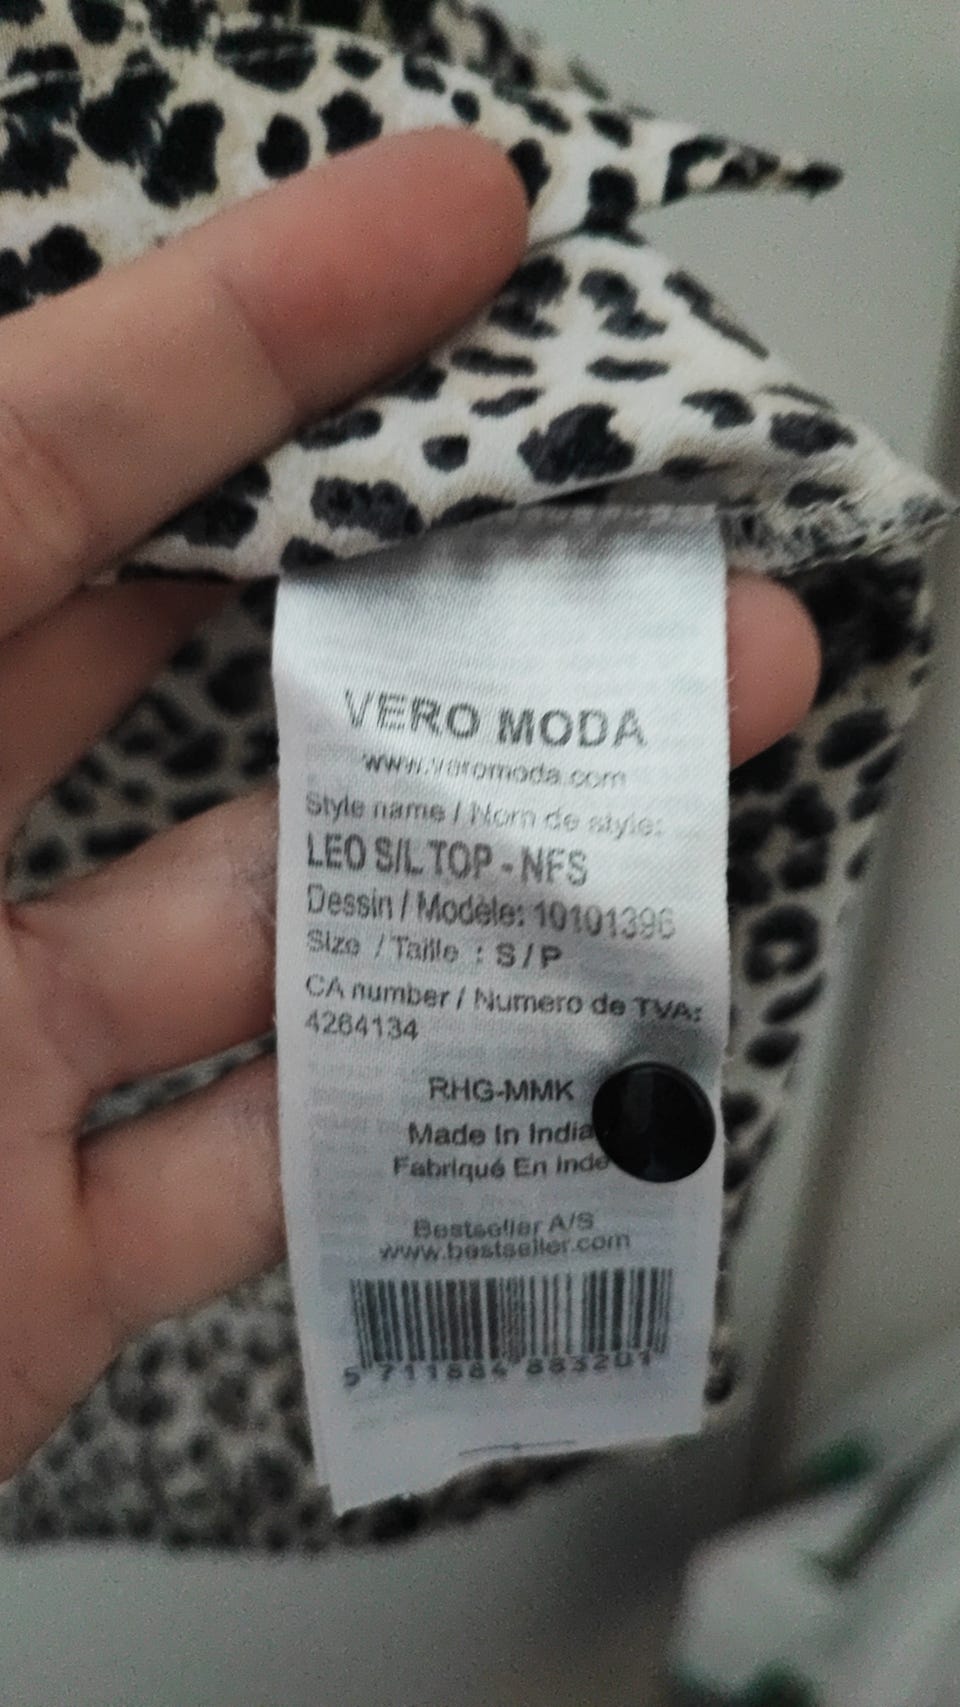 VERO MODA
www.veromoda.com
Style name / Nom de style:
LEO S/L TOP - NFS
Dessin / Modèle: 10101396
Size / Taille : S / P
CA number / Numero de TVA:
4264134
RHG-MMK
Made In India
Fabriqué En Inde
Bestseller A/S
www.bestseller.com
5 711884 883201